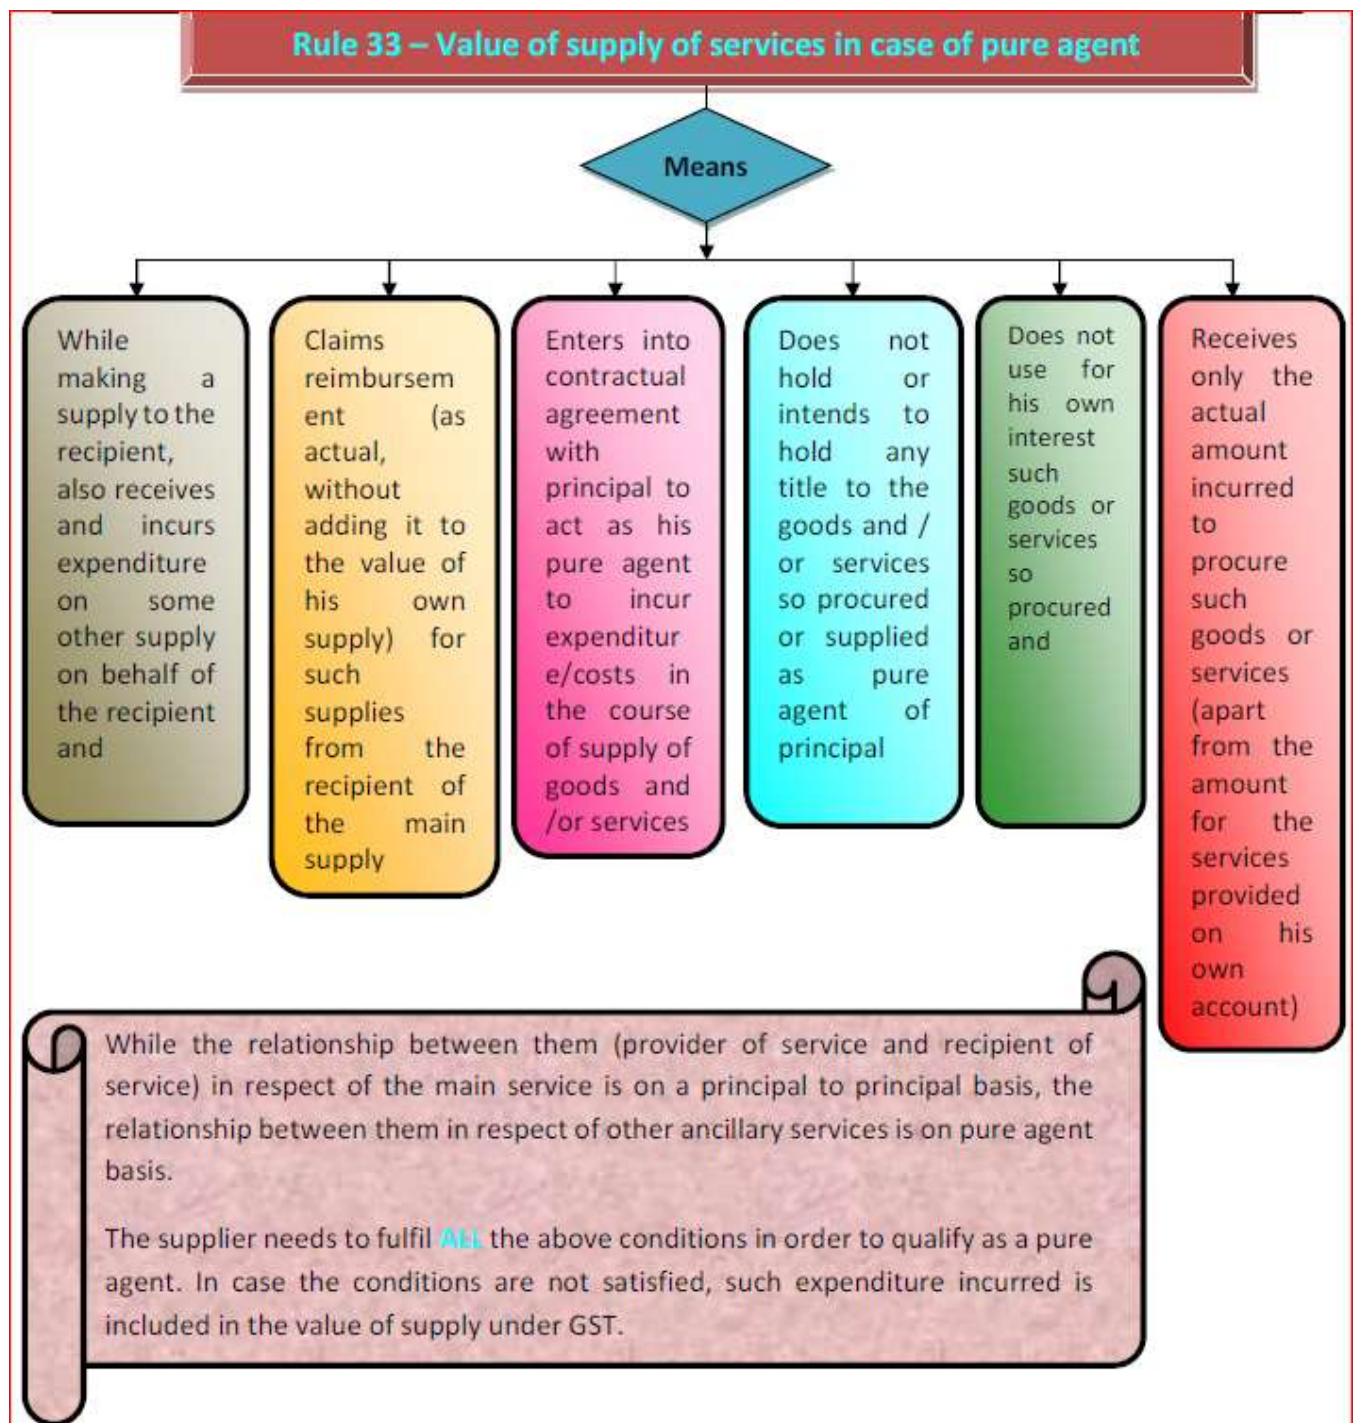 Rule 33 – Value of supply of services in case of pure agent
Means
While
making a
supply to the
recipient,
also receives
and incurs
expenditure
on some
other supply
on behalf of
the recipient
and
Claims
reimbursem
ent (as
actual,
without
adding it to
the value of
his own
supply) for
such
supplies
from the
recipient of
the main
supply
Enters into
contractual
agreement
with
principal to
act as his
pure agent
to incur
expenditur
e/costs in
the course
of supply of
goods and
/or services
Does not
hold or
intends to
hold any
title to the
goods and /
or services
so procured
or supplied
as pure
agent of
principal
Does not
use for
his own
interest
such
goods or
services
so
procured
and
Receives
only the
actual
amount
incurred
to
procure
such
goods or
services
(apart
from the
amount
for the
services
provided
on his
own
account)
While the relationship between them (provider of service and recipient of
service) in respect of the main service is on a principal to principal basis, the
relationship between them in respect of other ancillary services is on pure agent
basis.
The supplier needs to fulfil ALL the above conditions in order to qualify as a pure
agent. In case the conditions are not satisfied, such expenditure incurred is
included in the value of supply under GST.